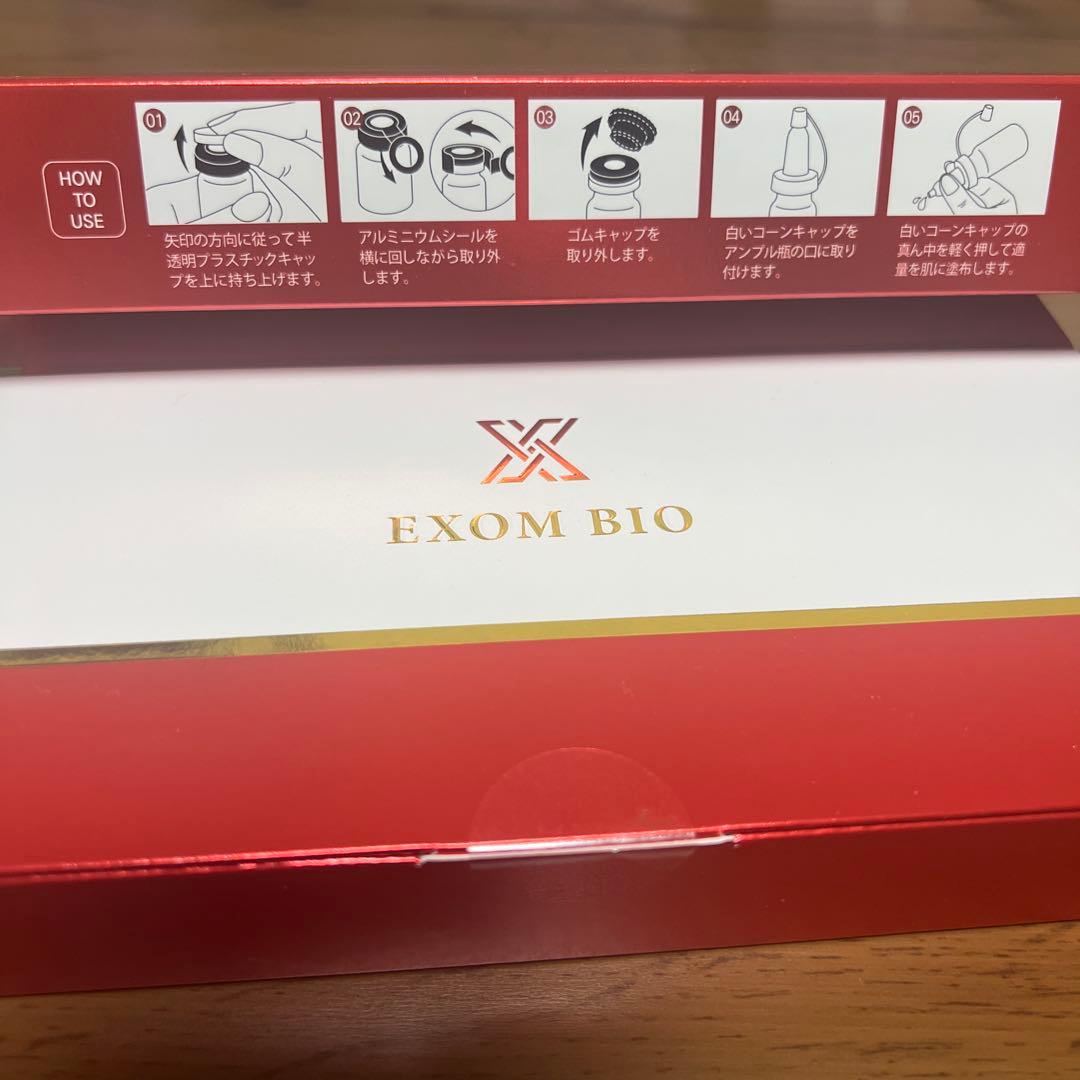 HOW
TO
USE
01
矢印の方向に従って半
透明プラスチックキャッ
プを上に持ち上げます。
02
アルミニウムシールを
横に回しながら取り外
します。
03
ゴムキャップを
取り外します。
04
白いコーンキャップを
アンプル瓶の口に取り
付けます。
05
白いコーンキャップの
真ん中を軽く押して適
量を肌に塗布します。
EXOM BIO